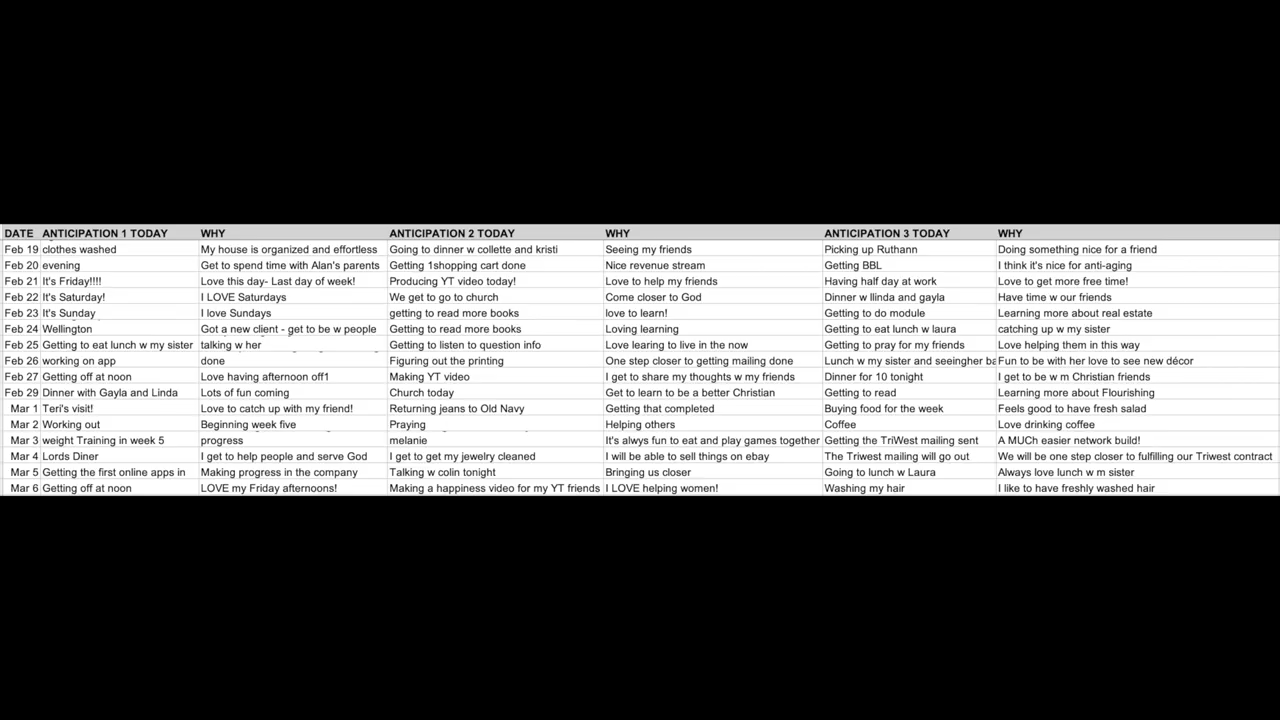 DATE ANTICIPATION 1 TODAY WHY ANTICIPATION 2 TODAY WHY ANTICIPATION 3 TODAY WHY
Feb 19 clothes washed My house is organized and effortless Going to dinner w collette and kristi Seeing my friends Picking up Ruthann Doing something nice for a friend
Feb 20 evening Get to spend time with Alan's parents Getting 1shopping cart done Nice revenue stream Getting BBL I think it's nice for anti-aging
Feb 21 It's Friday!!!! Love this day- Last day of week! Producing YT video today! Love to help my friends Having half day at work Love to get more free time!
Feb 22 It's Saturday! I LOVE Saturdays We get to go to church Come closer to God Dinner w llinda and gayla Have time w our friends
Feb 23 It's Sunday I love Sundays getting to read more books love to learn! Getting to do module Learning more about real estate
Feb 24 Wellington Got a new client - get to be w people Getting to read more books Loving learning Getting to eat lunch w laura catching up w my sister
Feb 25 Getting to eat lunch w my sister talking w her Getting to listen to question info Love learing to live in the now Getting to pray for my friends Love helping them in this way
Feb 26 working on app done Figuring out the printing One step closer to getting mailing done Lunch w my sister and seeingher ba Fun to be with her love to see new décor
Feb 27 Getting off at noon Love having afternoon off1 Making YT video I get to share my thoughts w my friends Dinner for 10 tonight I get to be w m Christian friends
Feb 29 Dinner with Gayla and Linda Lots of fun coming Church today Get to learn to be a better Christian Getting to read Learning more about Flourishing
Mar 1 Teri's visit! Love to catch up with my friend! Returning jeans to Old Navy Getting that completed Buying food for the week Feels good to have fresh salad
Mar 2 Working out Beginning week five Praying Helping others Coffee Love drinking coffee
Mar 3 weight Training in week 5 progress melanie It's alwys fun to eat and play games together Getting the TriWest mailing sent A MUCh easier network build!
Mar 4 Lords Diner I get to help people and serve God I get to get my jewelry cleaned I will be able to sell things on ebay The Triwest mailing will go out We will be one step closer to fulfilling our Triwest contract
Mar 5 Getting the first online apps in Making progress in the company Talking w colin tonight Bringing us closer Going to lunch w Laura Always love lunch w m sister
Mar 6 Getting off at noon LOVE my Friday afternoons! Making a happiness video for my YT friends I LOVE helping women! Washing my hair I like to have freshly washed hair